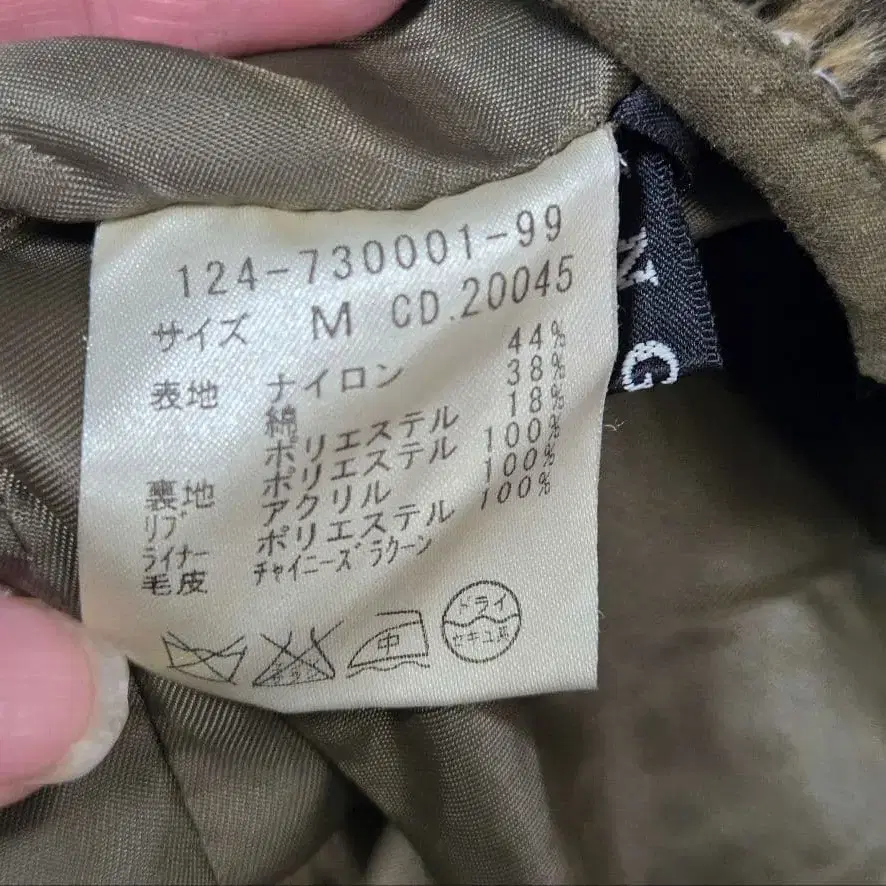 124-730001-99
サイズ M CD.20045
表地 ナイロン 44%
綿 38%
ポリエステル 18%
裏地 ポリエステル 100%
リブ アクリル 100%
ライナー ポリエステル 100%
毛皮 チャイニーズラクーン
中
ドライ
セキユ系
N
G